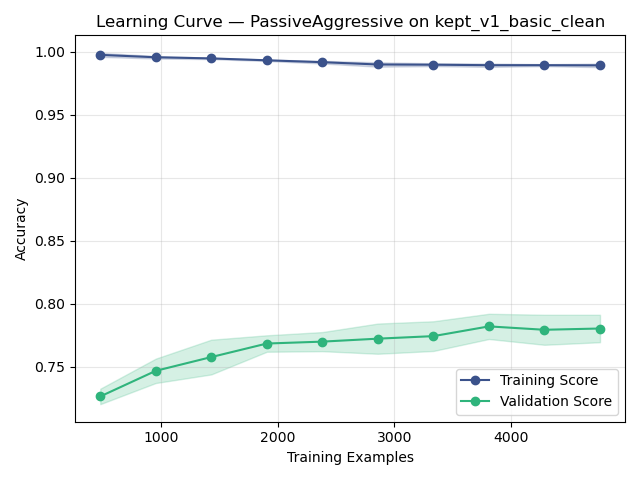 Learning Curve — PassiveAggressive on kept_v1_basic_clean
1.00
0.95
0.90
0.85
0.80
0.75
Accuracy
1000
2000
3000
4000
Training Examples
Training Score
Validation Score